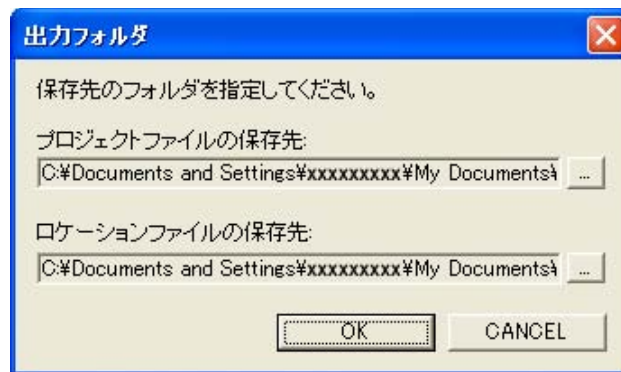 出力フォルダ
保存先のフォルダを指定してください。
プロジェクトファイルの保存先:
C:¥Documents and Settings¥xxxxxxxxx¥My Documents¥
...
ロケーションファイルの保存先:
C:¥Documents and Settings¥xxxxxxxxx¥My Documents¥
...
OK CANCEL